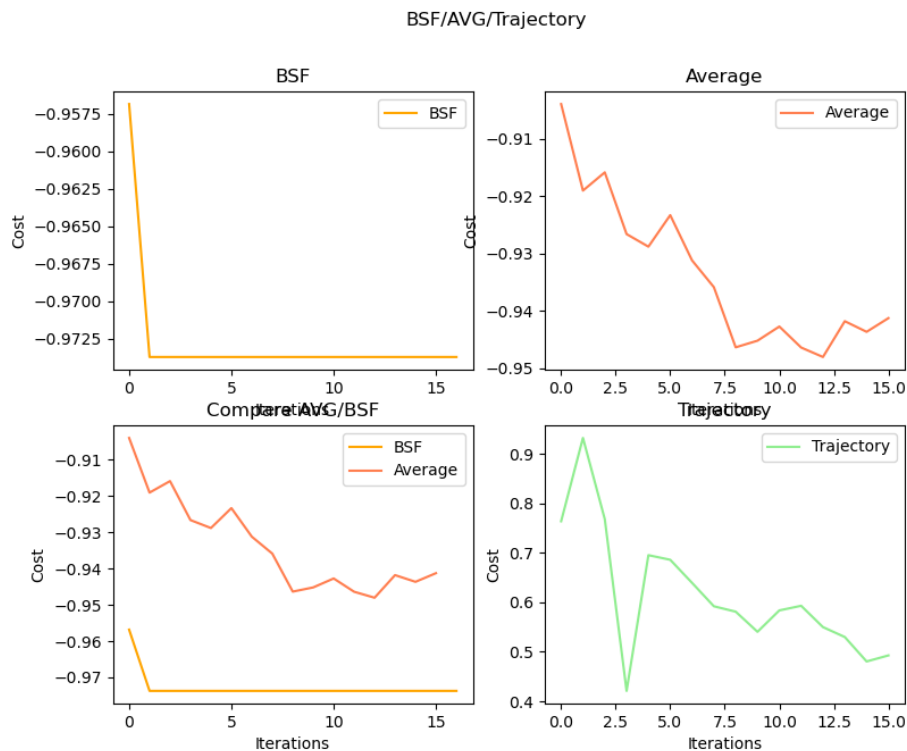 BSF/AVG/Trajectory
BSF
−0.9575
−0.9600
−0.9625
−0.9650
−0.9675
−0.9700
−0.9725
Cost
BSF
0
5
10
15
Iterations
Average
−0.91
−0.92
−0.93
−0.94
−0.95
Cost
Average
0.0
2.5
5.0
7.5
10.0
12.5
15.0
Iterations
Compare AVG/BSF
−0.91
−0.92
−0.93
−0.94
−0.95
−0.96
−0.97
Cost
BSF
Average
0
5
10
15
Iterations
Trajectory
0.9
0.8
0.7
0.6
0.5
0.4
Cost
Trajectory
0.0
2.5
5.0
7.5
10.0
12.5
15.0
Iterations